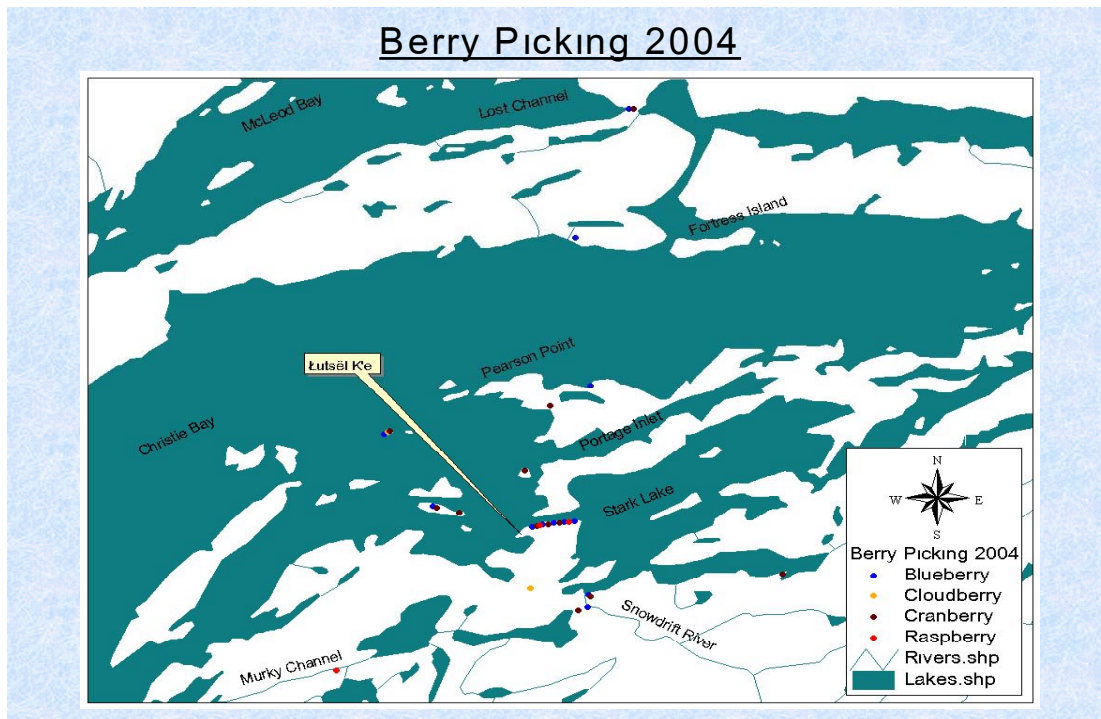 Berry Pıckıng 2004
McLeod Bay
Lost Channel
Fortress Island
Łutsël K'e
Pearson Point
Christie Bay
Portage Inlet
Stark Lake
Snowdrift River
Murky Channel
N
W E
S
Berry Pıckıng 2004
Blueberry
Cloudberry
Cranberry
Raspberry
Rıvers.shp
Lakes.shp